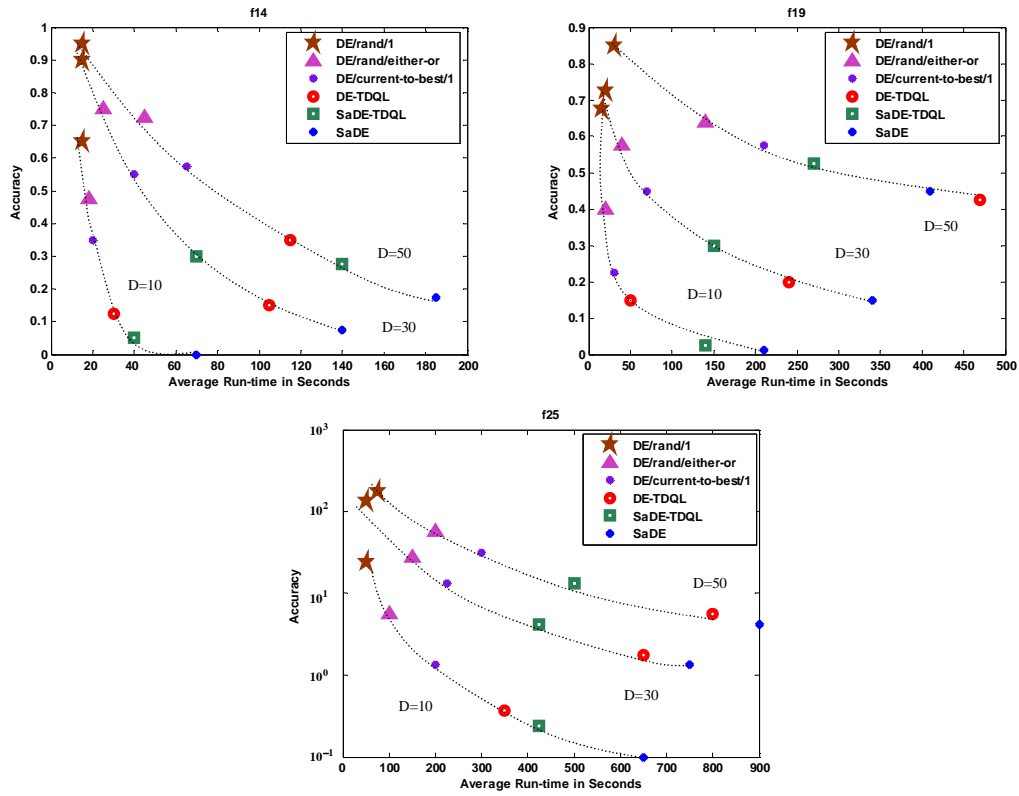 f14
DE/rand/1
DE/rand/either-or
DE/current-to-best/1
DE-TDQL
SaDE-TDQL
SaDE
Accuracy
1
0.9
0.8
0.7
0.6
0.5
0.4
0.3
0.2
0.1
0
D=50
D=10
D=30
0 20 40 60 80 100 120 140 160 180 200
Average Run-time in Seconds
f19
DE/rand/1
DE/rand/either-or
DE/current-to-best/1
DE-TDQL
SaDE-TDQL
SaDE
Accuracy
0.9
0.8
0.7
0.6
0.5
0.4
0.3
0.2
0.1
0
D=50
D=30
D=10
0 50 100 150 200 250 300 350 400 450 500
Average Run-time in Seconds
f25
DE/rand/1
DE/rand/either-or
DE/current-to-best/1
DE-TDQL
SaDE-TDQL
SaDE
Accuracy
10^3
10^2
10^1
10^0
10^-1
D=50
D=30
D=10
0 100 200 300 400 500 600 700 800 900
Average Run-time in Seconds